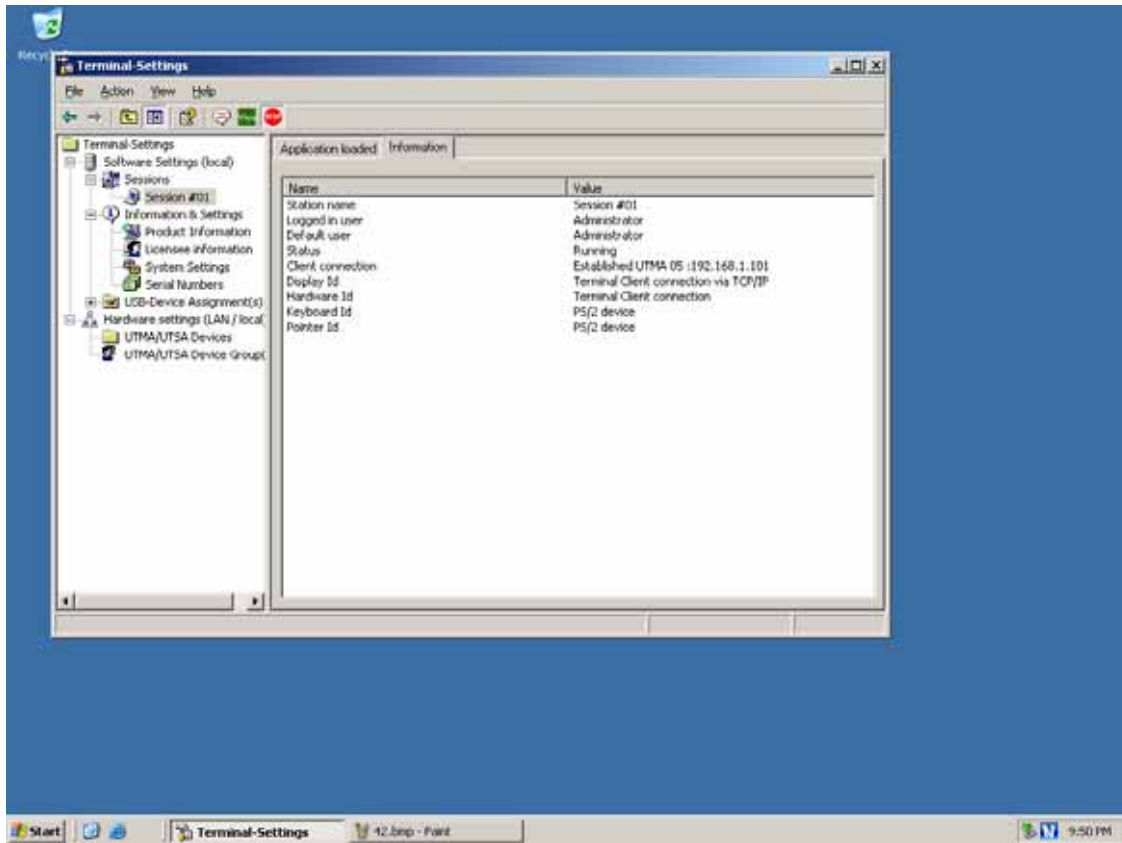 Terminal-Settings
File Action View Help
Terminal-Settings
Software Settings (local)
Sessions
Session #01
Information & Settings
Product Information
Licensee information
System Settings
Serial Numbers
USB-Device Assignment(s)
Hardware settings (LAN / local
UTMA/UTSA Devices
UTMA/UTSA Device Group(
Application loaded Information
Name Value
Station name Session #01
Logged in user Administrator
Default user Administrator
Status Running
Client connection Established UTMA 05 :192.168.1.101
Display Id Terminal Client connection via TCP/IP
Hardware Id Terminal Client connection
Keyboard Id PS/2 device
Pointer Id PS/2 device
Start Terminal-Settings 42.bmp - Paint 9:50 PM